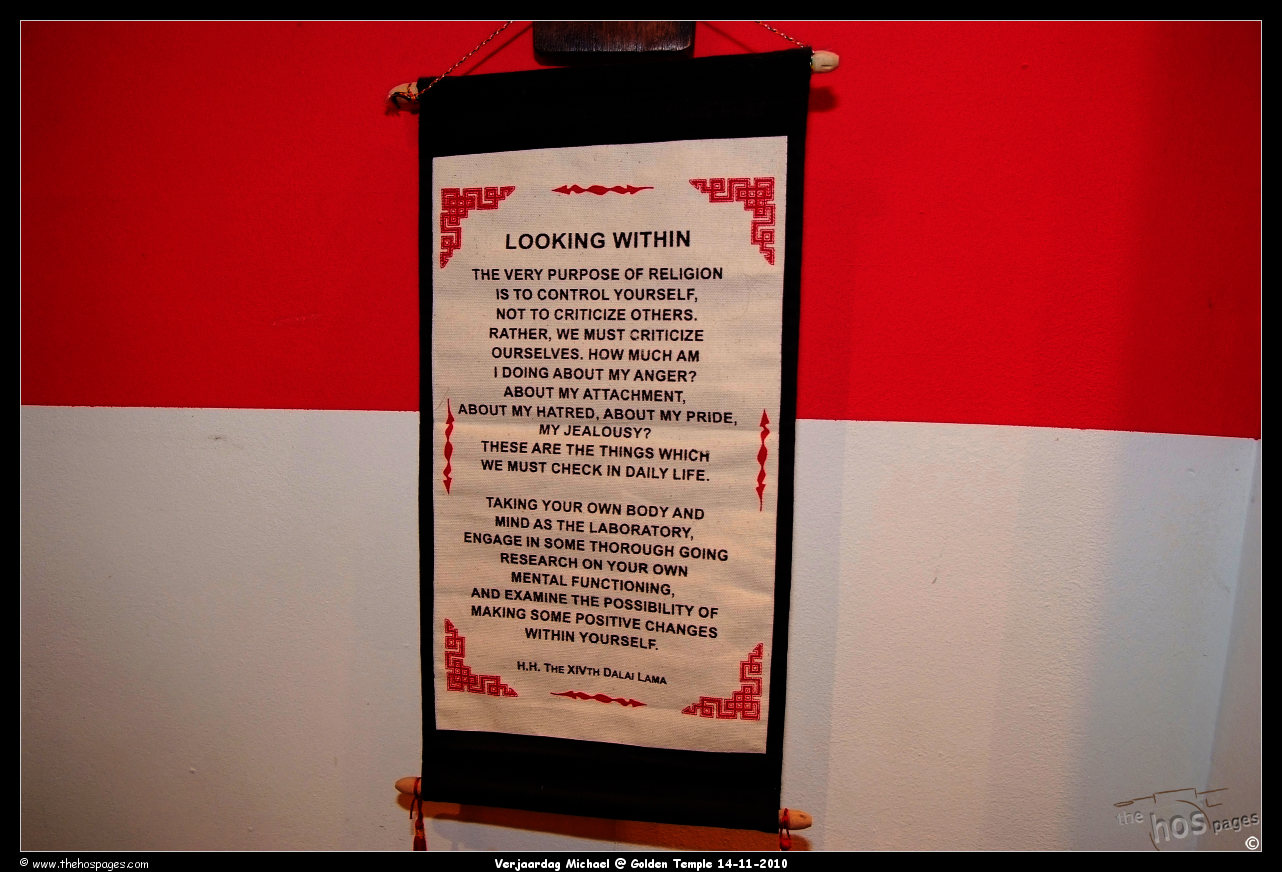 LOOKING WITHIN
THE VERY PURPOSE OF RELIGION
IS TO CONTROL YOURSELF,
NOT TO CRITICIZE OTHERS.
RATHER, WE MUST CRITICIZE
OURSELVES. HOW MUCH AM
I DOING ABOUT MY ANGER?
ABOUT MY ATTACHMENT,
ABOUT MY HATRED, ABOUT MY PRIDE,
MY JEALOUSY?
THESE ARE THE THINGS WHICH
WE MUST CHECK IN DAILY LIFE.
TAKING YOUR OWN BODY AND
MIND AS THE LABORATORY,
ENGAGE IN SOME THOROUGH GOING
RESEARCH ON YOUR OWN
MENTAL FUNCTIONING,
AND EXAMINE THE POSSIBILITY OF
MAKING SOME POSITIVE CHANGES
WITHIN YOURSELF.
H.H. THE XIVTH DALAI LAMA
the hos pages
©
© www.thehospages.com
Verjaardag Michael @ Golden Temple 14-11-2010